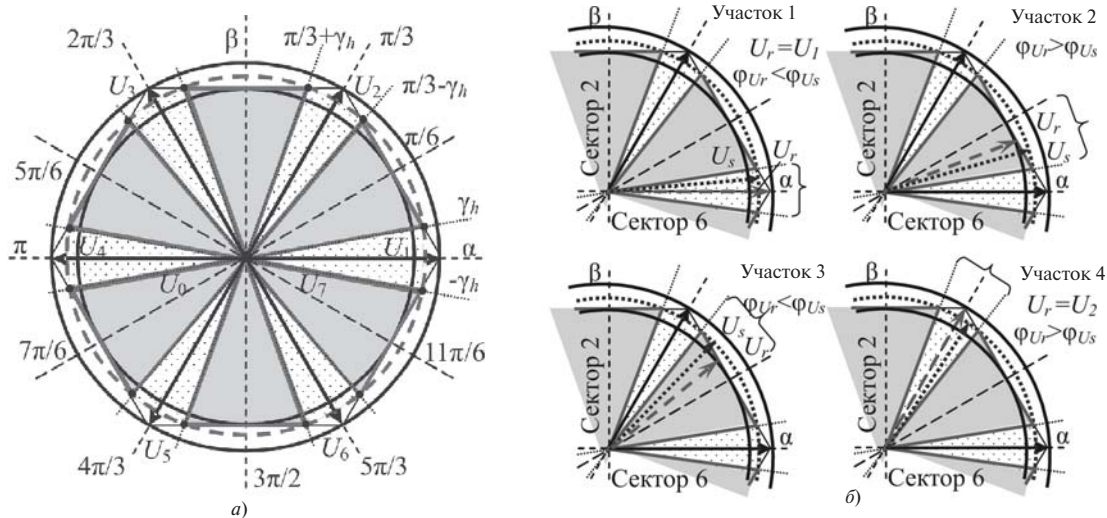 2π/3
β
π/3+γh
π/3
U3
U2
π/3-γh
5π/6
π/6
γh
π
U4
U1
α
-γh
U0
U7
7π/6
11π/6
4π/3
U5
U6
5π/3
3π/2
а)
β
Участок 1
Ur=U1
φUr<φUs
Сектор 2
Us
Ur
α
Сектор 6
β
Участок 2
φUr>φUs
Сектор 2
Ur
Us
α
Сектор 6
β
Участок 3
φUr<φUs
Сектор 2
Us
Ur
α
Сектор 6
β
Участок 4
Ur=U2
φUr>φUs
Сектор 2
α
Сектор 6
б)